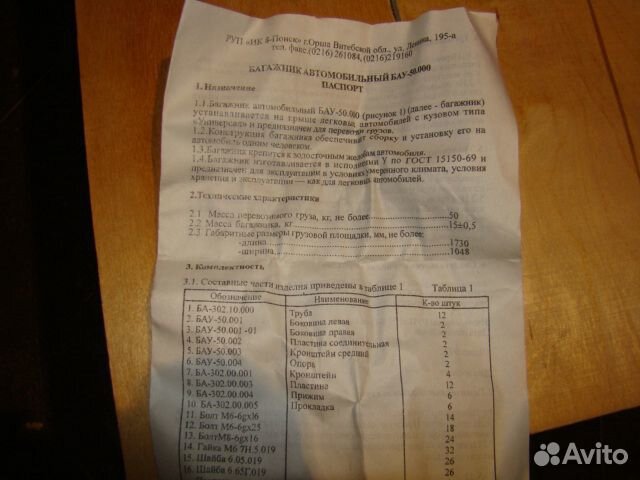 РУП «ИК 8-Поиск» г.Орша Витебской обл., ул. Ленина, 195-а
тел. факс.(0216) 261084, (0216)219160
БАГАЖНИК АВТОМОБИЛЬНЫЙ БАУ-50.000
ПАСПОРТ
1. Назначение
1.1.Багажник автомобильный БАУ-50.000 (рисунок 1) (далее - багажник)
устанавливается на крыше легковых автомобилей с кузовом типа
«Универсал» и предназначен для перевозки грузов.
1.2.Конструкция багажника обеспечивает сборку и установку его на
автомобиль одним человеком.
1.3.Багажник крепится к водосточным желобам автомобиля.
1.4.Багажник изготавливается в исполнении У по ГОСТ 15150-69 и
предназначен для эксплуатации в условиях умеренного климата, условия
хранения и эксплуатации — как для легковых автомобилей.
2.Технические характеристики
2.1 Масса перевозимого груза, кг, не более 50
2.2 Масса багажника, кг 15±0,5
2.3 Габаритные размеры грузовой площадки, мм, не более:
-длина 1730
-ширина 1048
3. Комплектность
3.1. Составные части изделия приведены в таблице 1 Таблица 1
Обозначение Наименование К-во штук
1. БА-302.10.000 Труба 12
2. БАУ-50.001 Боковина левая 2
3. БАУ-50.001 -01 Боковина правая 2
4. БАУ-50.002 Пластина соединительная 2
5. БАУ-50.003 Кронштейн средний 2
6. БАУ-50.004 Опора 2
7. БА-302.00.001 Кронштейн 4
8. БА-302.00.003 Пластина 12
9. БА-302.00.004 Прижим 6
10. БА-302.00.005 Прокладка 6
11. Болт М6-6gх16 14
12. Болт М6-6gх25 18
13. БолтМ8-6gх16 24
14. Гайка М6 7Н.5.019 32
15. Шайба 6.05.019 26
16. Шайба 6.65Г.019 26
Avito